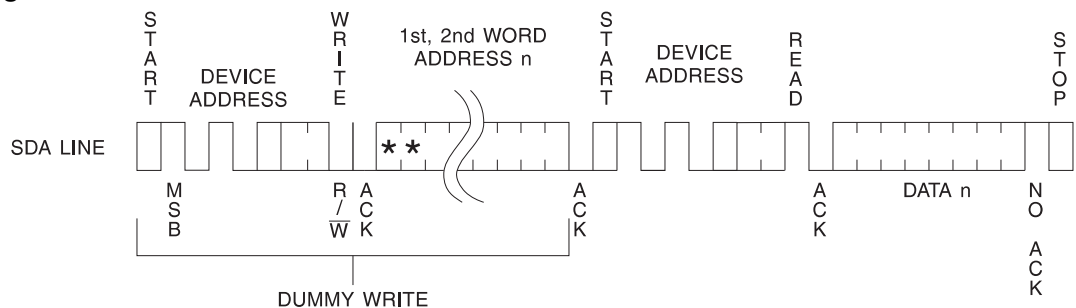 g
START
WRITE
1st, 2nd WORD
ADDRESS n
START
DEVICE
ADDRESS
READ
STOP
DEVICE
ADDRESS
SDA LINE
* *
MSB
R/W
ACK
ACK
ACK
DATA n
NO ACK
DUMMY WRITE